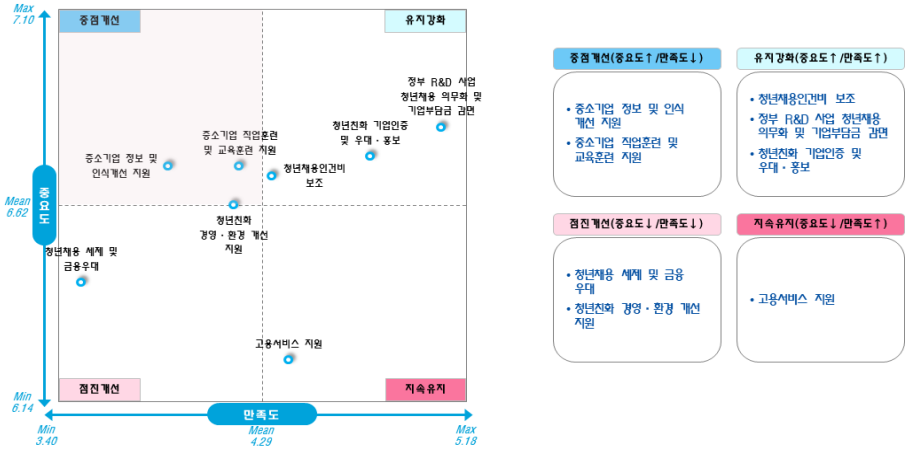 Max
7.10
중점개선
유지강화
정부 R&D 사업
청년채용 의무화 및
기업부담금 감면
청년친화 기업인증
및 우대·홍보
중소기업 직업훈련
및 교육훈련 지원
중소기업 정보 및
인식개선 지원
청년채용인건비
보조
중요도
Mean
6.62
청년친화
경영·환경 개선
지원
청년채용 세제 및
금융우대
고용서비스 지원
점진개선
지속유지
Min
6.14
만족도
Min
3.40
Mean
4.29
Max
5.18
중점개선(중요도↑/만족도↓)
• 중소기업 정보 및 인식
개선 지원
• 중소기업 직업훈련 및
교육훈련 지원
유지강화(중요도↑/만족도↑)
• 청년채용인건비 보조
• 정부 R&D 사업 청년채용
의무화 및 기업부담금 감면
• 청년친화 기업인증 및
우대·홍보
점진개선(중요도↓/만족도↓)
• 청년채용 세제 및 금융
우대
• 청년친화 경영·환경 개선
지원
지속유지(중요도↓/만족도↑)
• 고용서비스 지원